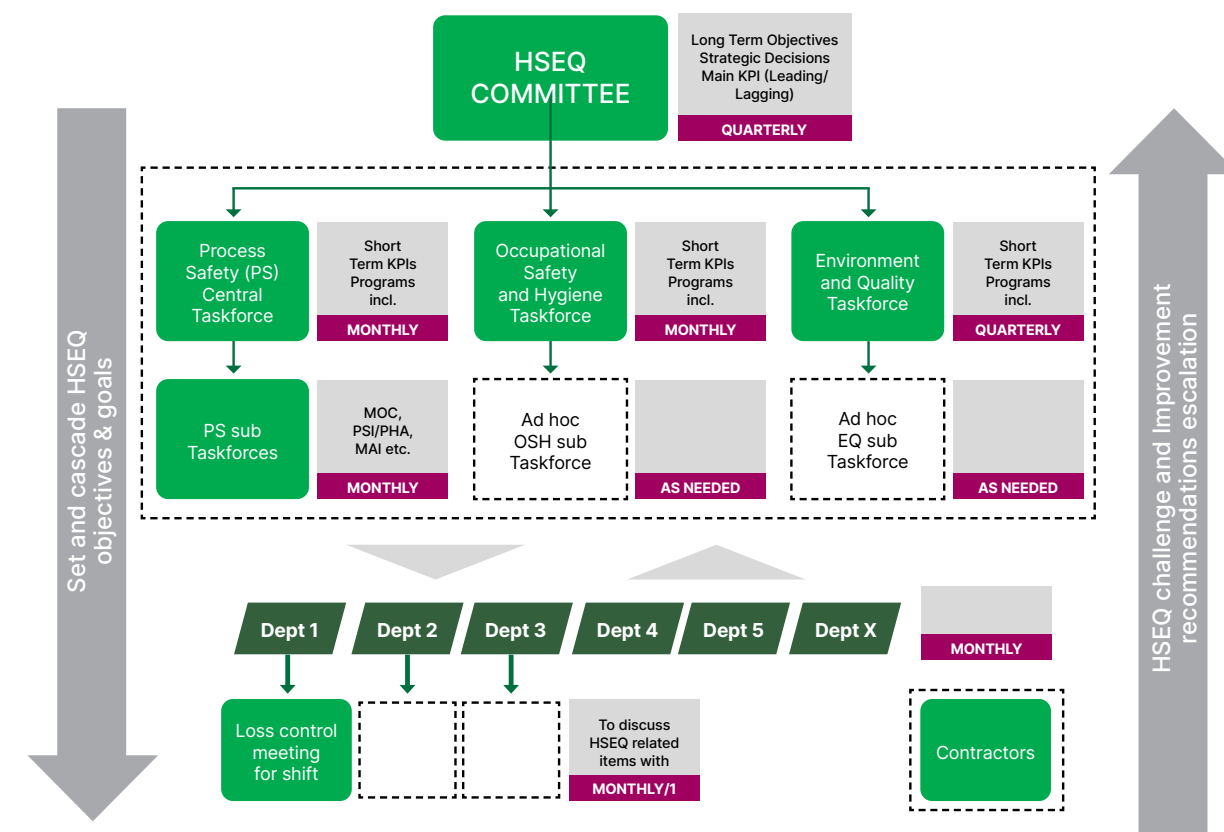 HSEQ
COMMITTEE
Long Term Objectives
Strategic Decisions
Main KPI (Leading/
Lagging)
QUARTERLY
Set and cascade HSEQ
objectives & goals
HSEQ challenge and Improvement
recommendations escalation
Process
Safety (PS)
Central
Taskforce
Short
Term KPIs
Programs
incl.
MONTHLY
Occupational
Safety
and Hygiene
Taskforce
Short
Term KPIs
Programs
incl.
MONTHLY
Environment
and Quality
Taskforce
Short
Term KPIs
Programs
incl.
QUARTERLY
PS sub
Taskforces
MOC,
PSI/PHA,
MAI etc.
MONTHLY
Ad hoc
OSH sub
Taskforce
AS NEEDED
Ad hoc
EQ sub
Taskforce
AS NEEDED
Dept 1
Dept 2
Dept 3
Dept 4
Dept 5
Dept X
MONTHLY
Loss control
meeting
for shift
To discuss
HSEQ related
items with
MONTHLY/1
Contractors